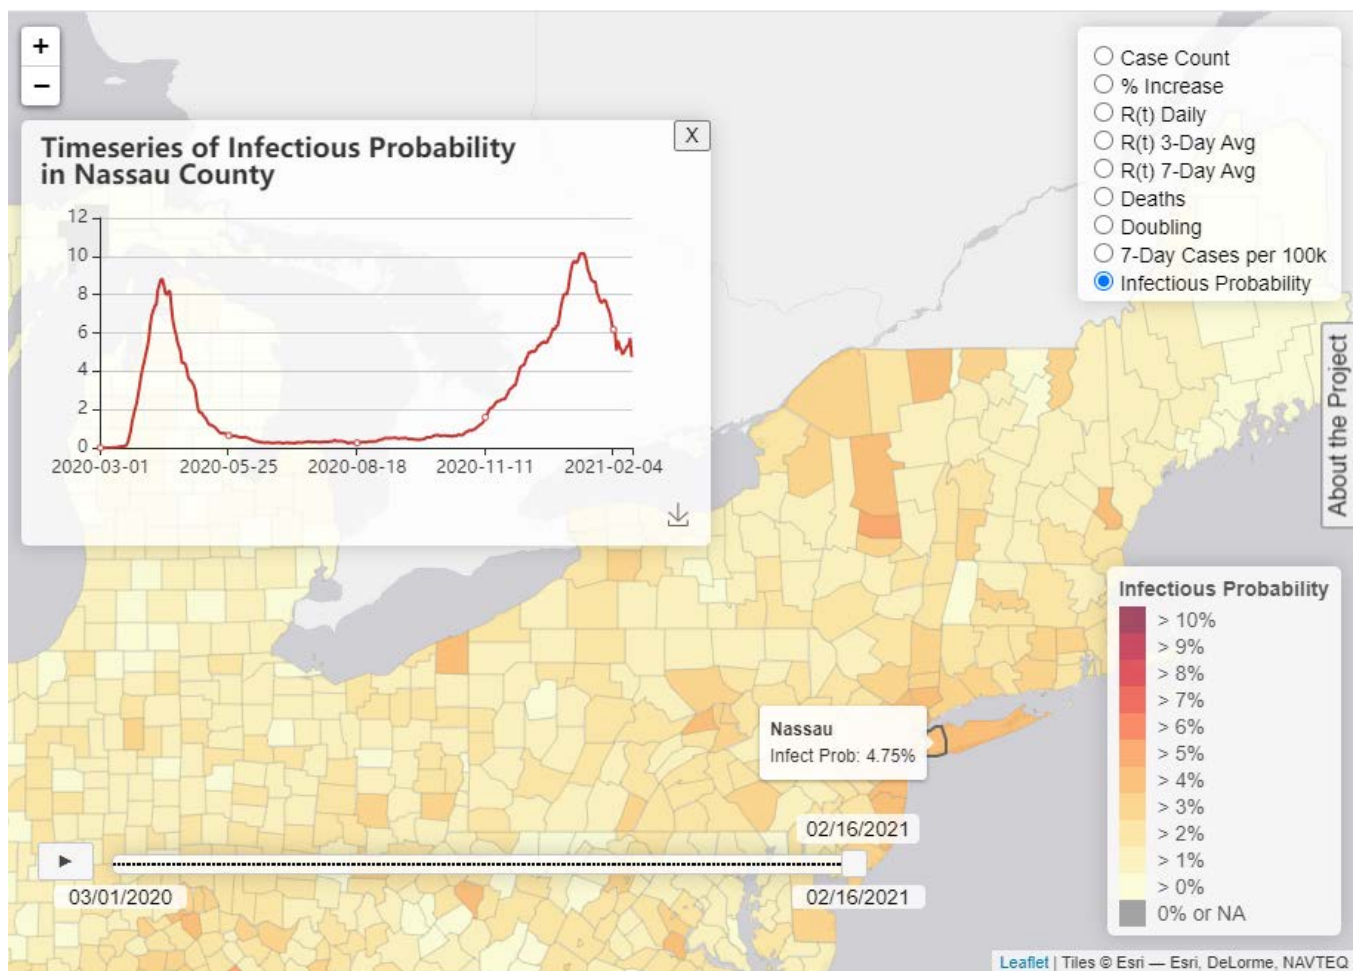 +
−
Timeseries of Infectious Probability
in Nassau County
X
12
10
8
6
4
2
0
2020-03-01 2020-05-25 2020-08-18 2020-11-11 2021-02-04
Case Count
% Increase
R(t) Daily
R(t) 3-Day Avg
R(t) 7-Day Avg
Deaths
Doubling
7-Day Cases per 100k
Infectious Probability
About the Project
Nassau
Infect Prob: 4.75%
Infectious Probability
> 10%
> 9%
> 8%
> 7%
> 6%
> 5%
> 4%
> 3%
> 2%
> 1%
> 0%
0% or NA
02/16/2021
03/01/2020
02/16/2021
Leaflet | Tiles © Esri — Esri, DeLorme, NAVTEQ